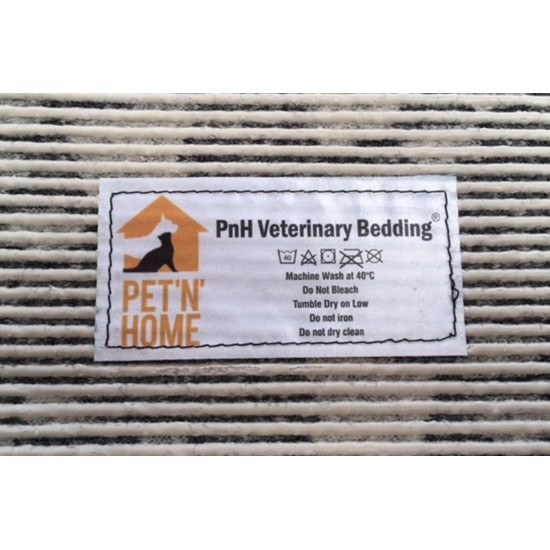 PnH Veterinary Bedding®
40
Machine Wash at 40°C
Do Not Bleach
Tumble Dry on Low
Do not iron
Do not dry clean
PET'N'
HOME